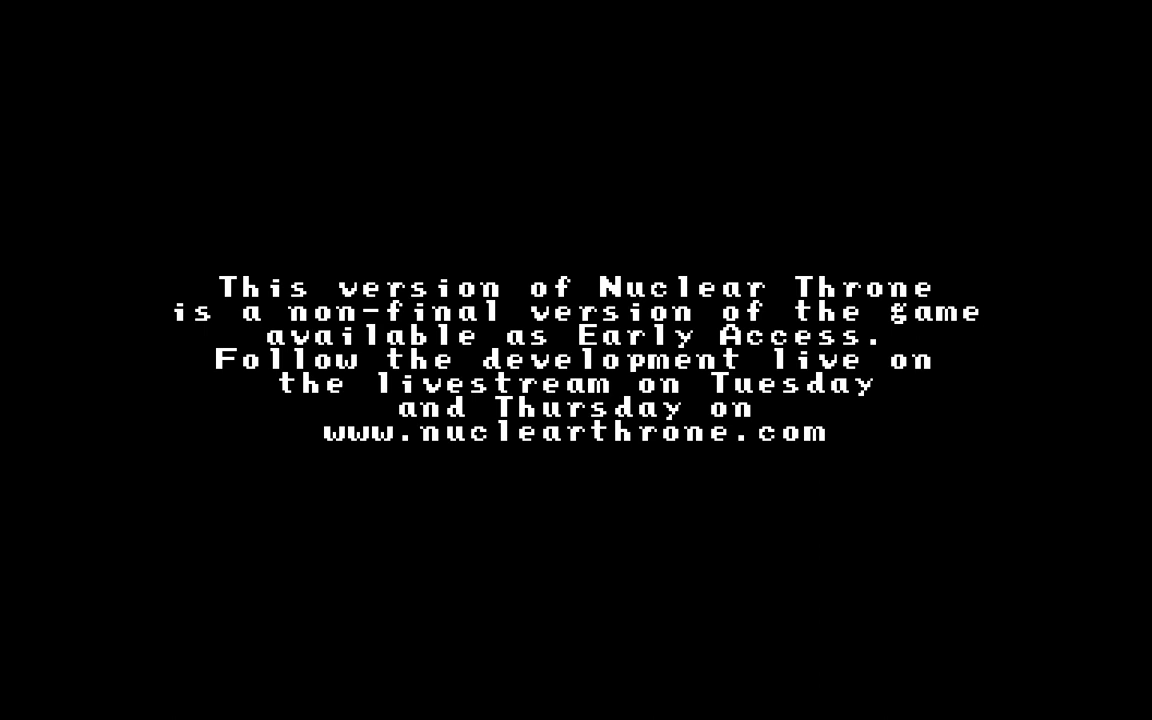 This version of Nuclear Throne
is a non-final version of the game
available as Early Access.
Follow the development live on
the livestream on Tuesday
and Thursday on
www.nuclearthrone.com